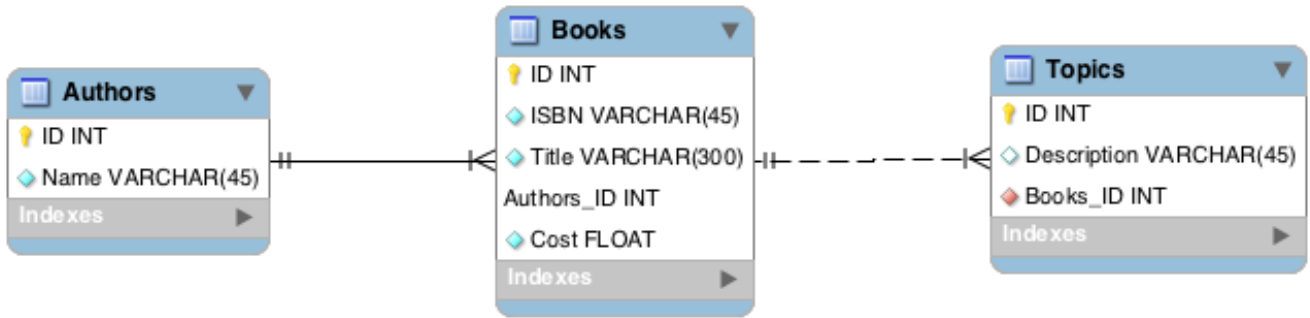 Authors
ID INT
Name VARCHAR(45)
Indexes
Books
ID INT
ISBN VARCHAR(45)
Title VARCHAR(300)
Authors_ID INT
Cost FLOAT
Indexes
Topics
ID INT
Description VARCHAR(45)
Books_ID INT
Indexes